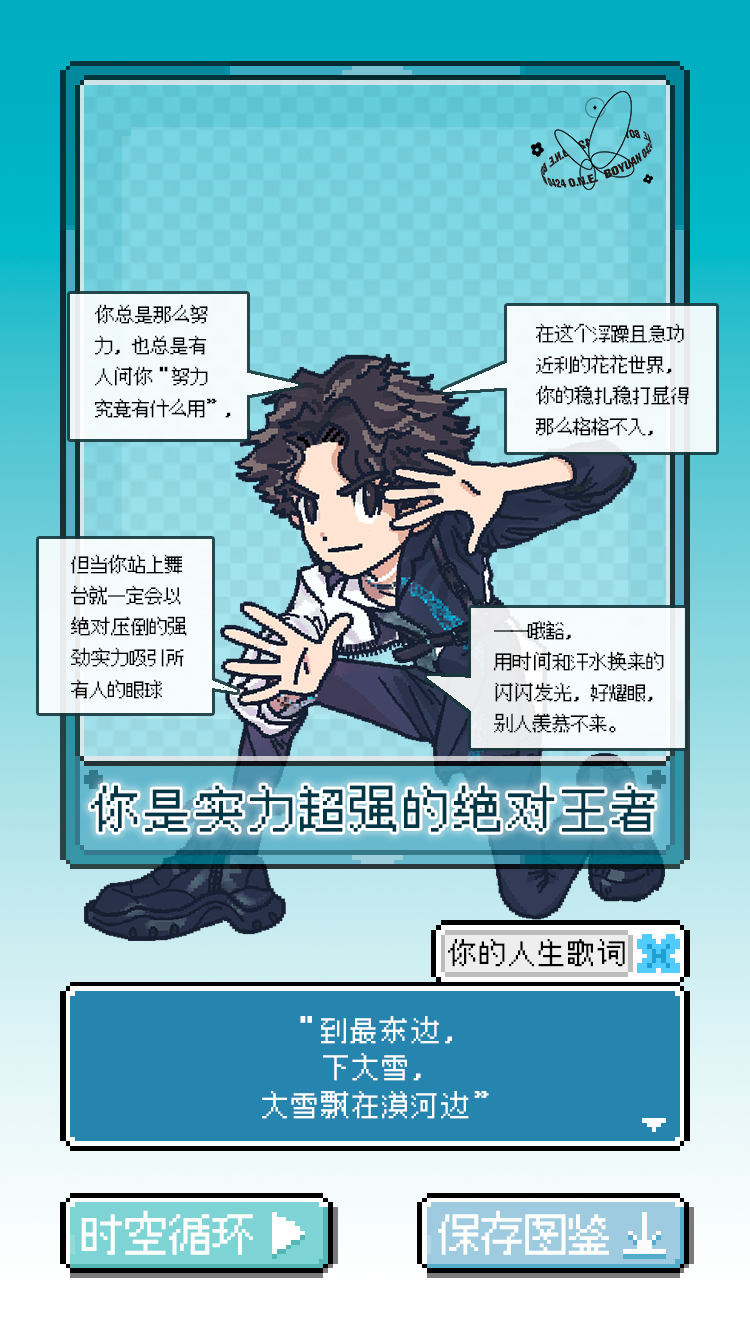 0424 O.N.E. BOYUAN
你总是那么努
力，也总是有
人问你“努力
究竟有什么用”，
在这个浮躁且急功
近利的花花世界，
你的稳扎稳打显得
那么格格不入，
但当你站上舞
台就一定会以
绝对压倒的强
劲实力吸引所
有人的眼球
——哦豁，
用时间和汗水换来的
闪闪发光，好耀眼，
别人羡慕不来。
你是实力超强的绝对王者
你的人生歌词
“到最东边，
下大雪，
大雪飘在漠河边”
时空循环
保存图鉴